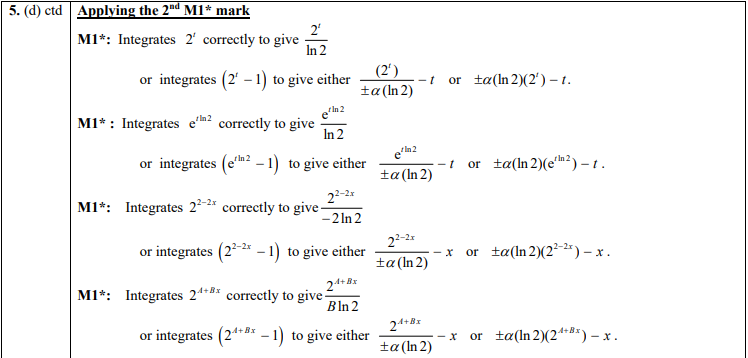 5. (d) ctd Applying the 2nd M1* mark
M1*: Integrates 2^t correctly to give 2^t / ln 2
or integrates (2^t − 1) to give either (2^t) / ±α(ln 2) − t or ±α(ln 2)(2^t) − t.
M1* : Integrates e^(t ln 2) correctly to give e^(t ln 2) / ln 2
or integrates (e^(t ln 2) − 1) to give either e^(t ln 2) / ±α(ln 2) − t or ±α(ln 2)(e^(t ln 2)) − t .
M1*: Integrates 2^(2−2x) correctly to give 2^(2−2x) / −2 ln 2
or integrates (2^(2−2x) − 1) to give either 2^(2−2x) / ±α(ln 2) − x or ±α(ln 2)(2^(2−2x)) − x .
M1*: Integrates 2^(A+Bx) correctly to give 2^(A+Bx) / B ln 2
or integrates (2^(A+Bx) − 1) to give either 2^(A+Bx) / ±α(ln 2) − x or ±α(ln 2)(2^(A+Bx)) − x .